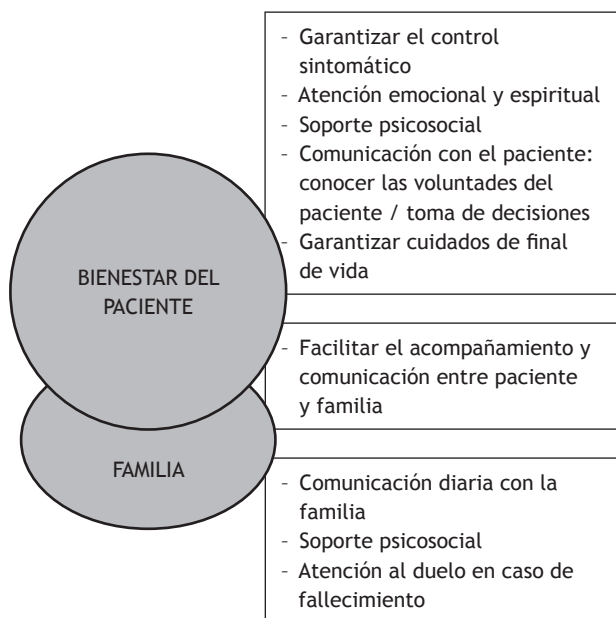 - Garantizar el control
sintomático
- Atención emocional y espiritual
- Soporte psicosocial
- Comunicación con el paciente:
conocer las voluntades del
paciente / toma de decisiones
- Garantizar cuidados de final
de vida
BIENESTAR DEL
PACIENTE
- Facilitar el acompañamiento y
comunicación entre paciente
y familia
FAMILIA
- Comunicación diaria con la
familia
- Soporte psicosocial
- Atención al duelo en caso de
fallecimiento